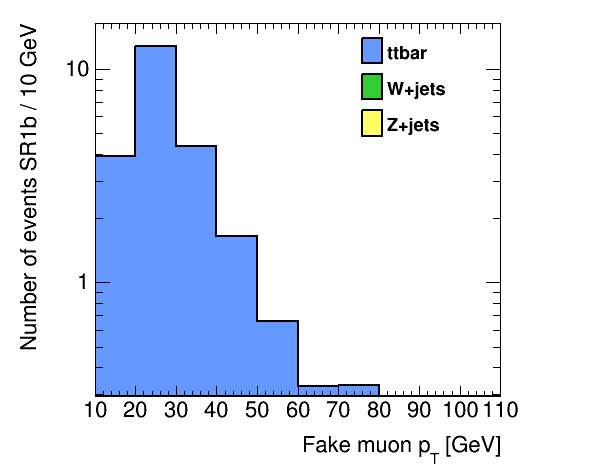 Number of events SR1b / 10 GeV
10
1
ttbar
W+jets
Z+jets
10 20 30 40 50 60 70 80 90 100 110
Fake muon p_T [GeV]